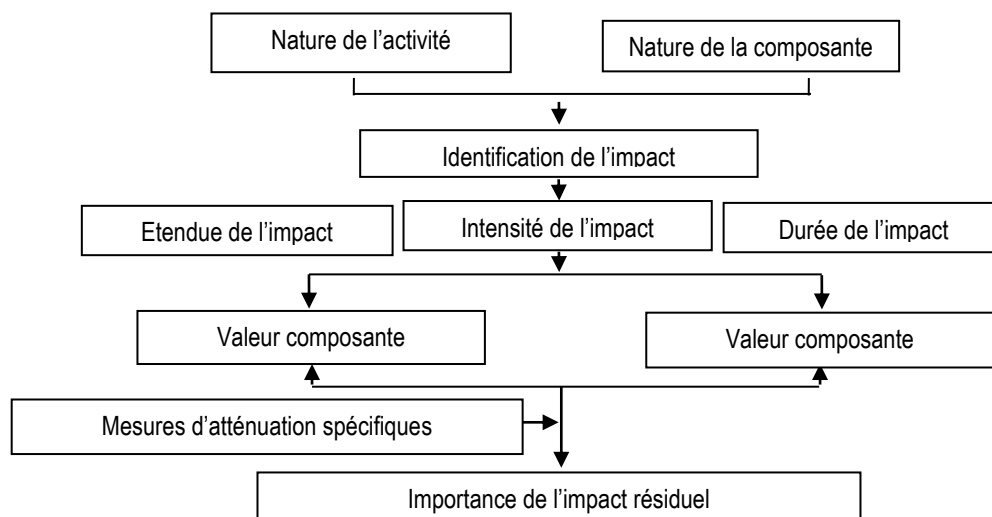 Nature de l’activité
Nature de la composante
Identification de l’impact
Etendue de l’impact
Intensité de l’impact
Durée de l’impact
Valeur composante
Valeur composante
Mesures d’atténuation spécifiques
Importance de l’impact résiduel